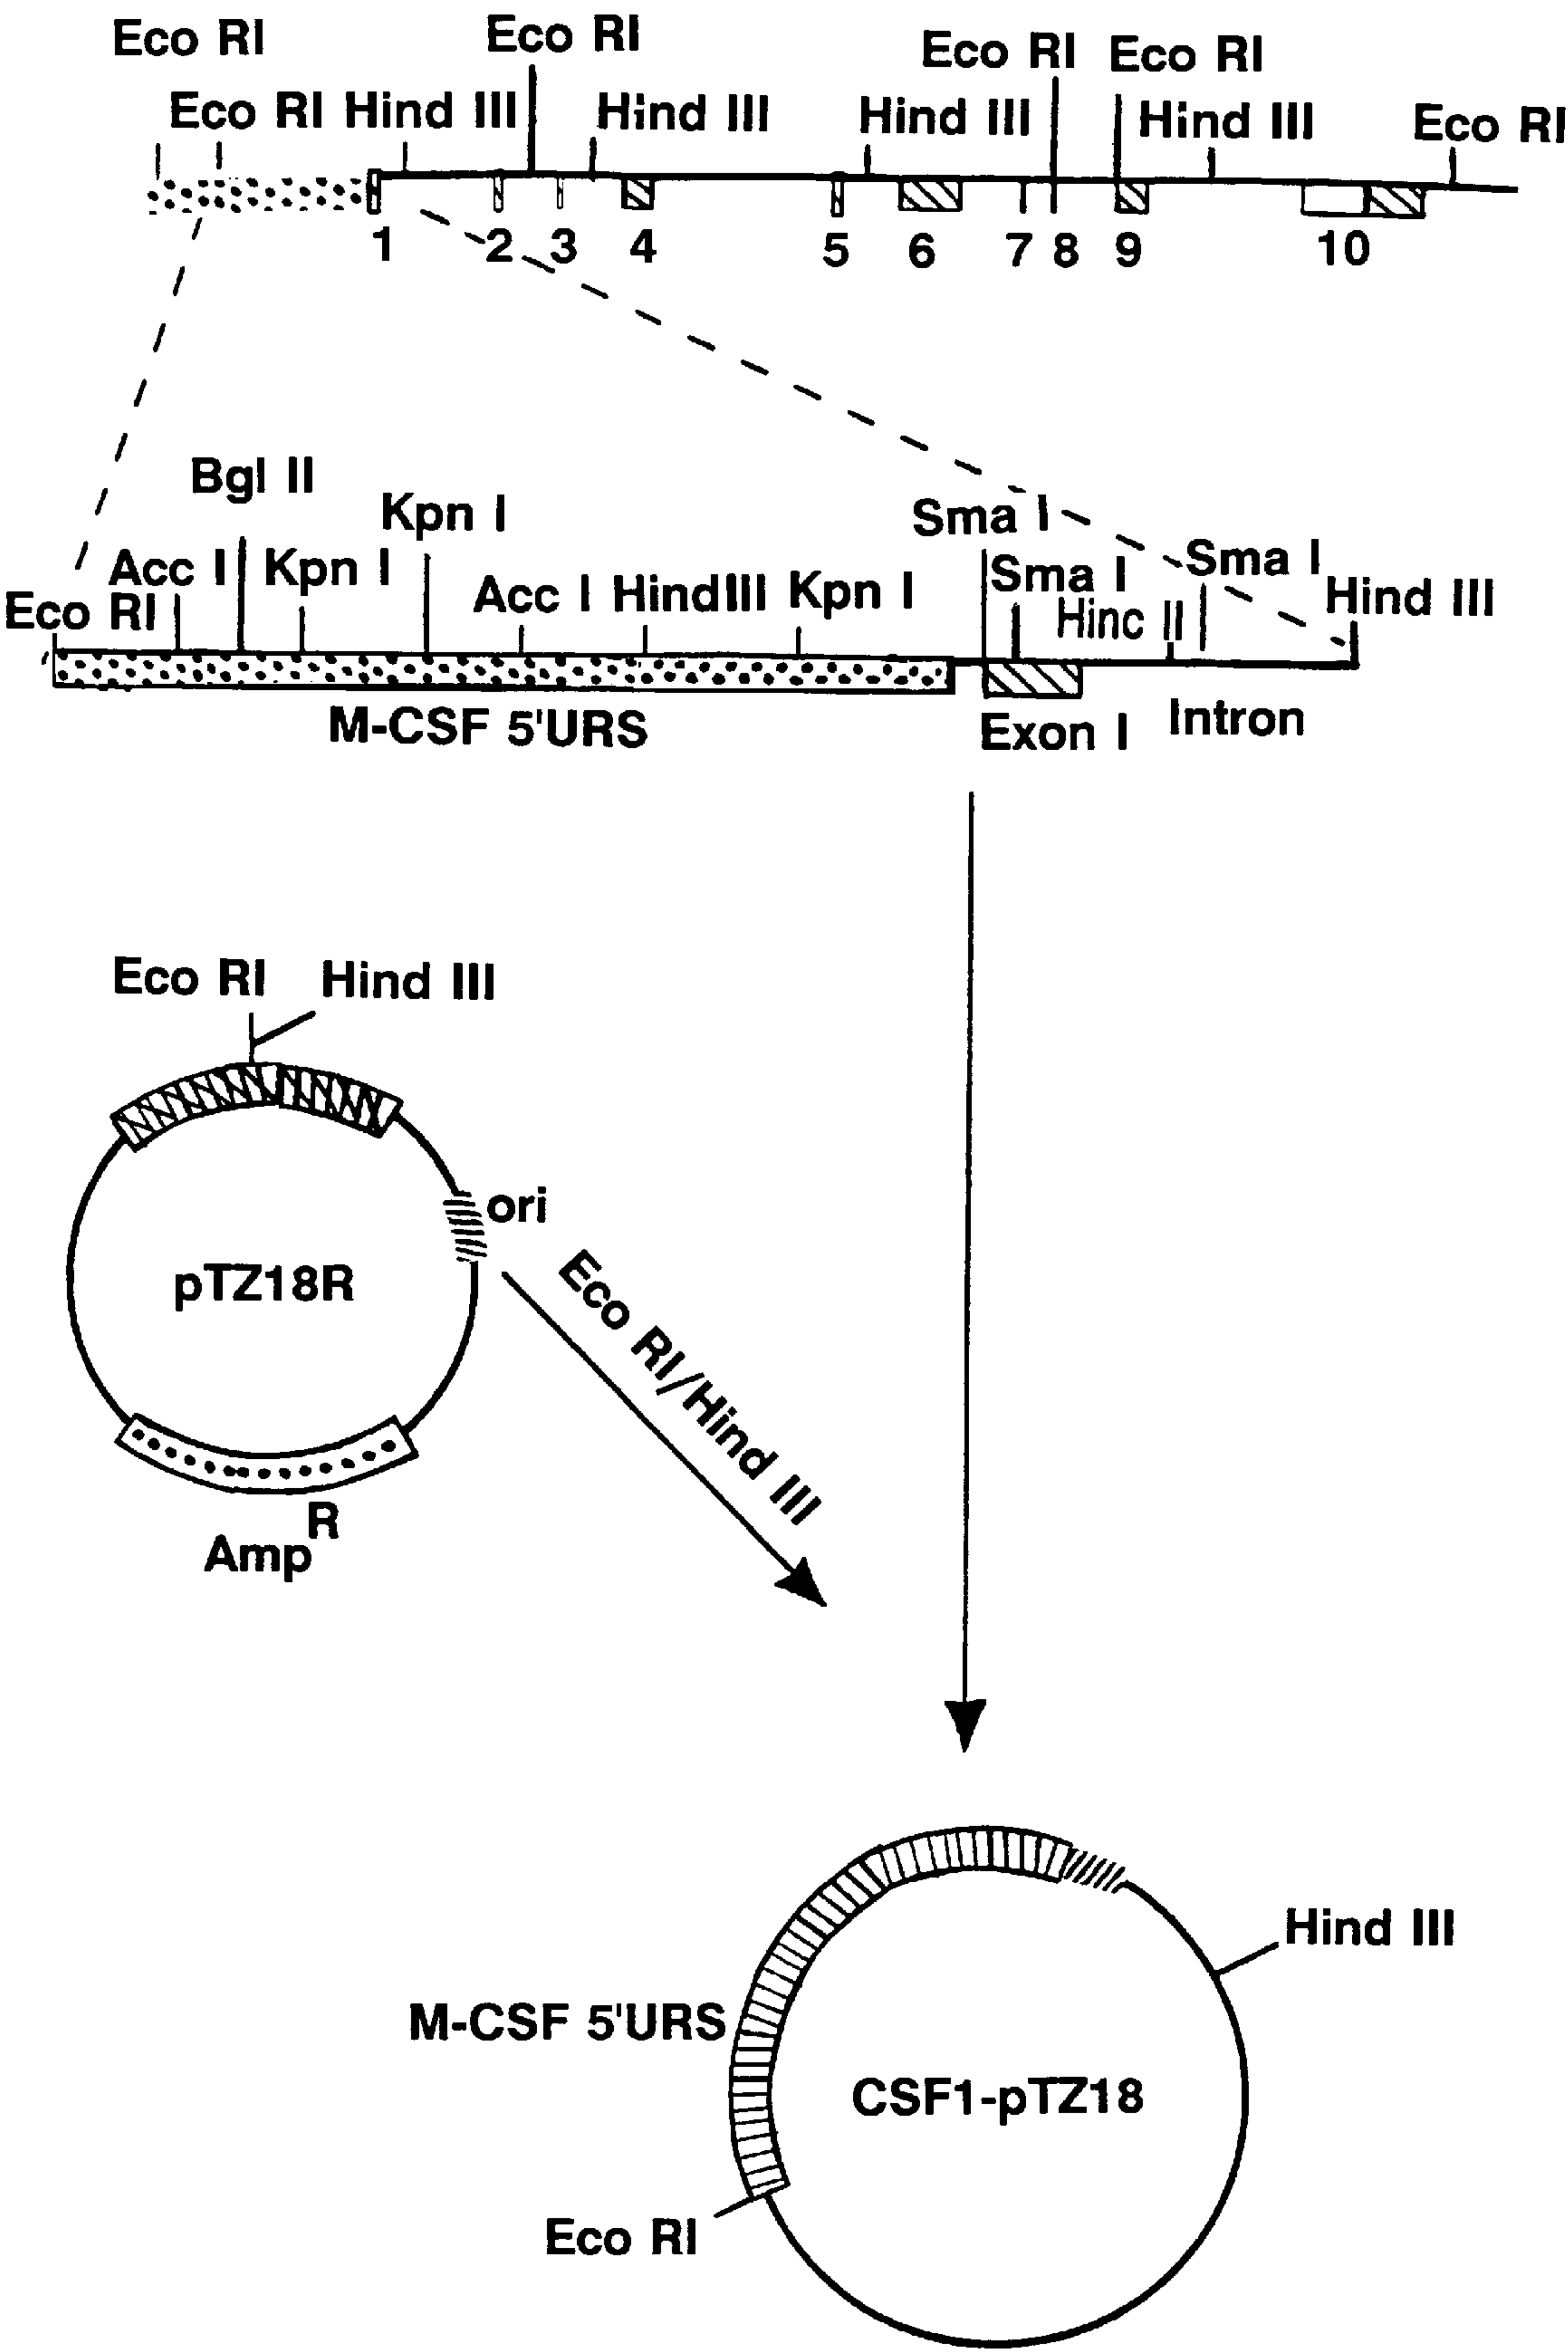 Eco RI Eco RI Eco RI Eco RI
Eco RI Hind III Hind III Hind III Hind III Eco RI
1 2 3 4 5 6 7 8 9 10
Bgl II Kpn I Sma I
Acc I Kpn I Sma I Sma I
Eco RI Acc I HindIII Kpn I Hinc II Hind III
M-CSF 5'URS Exon I Intron
Eco RI Hind III
ori
pTZ18R
Eco RI/Hind III
Amp R
Hind III
M-CSF 5'URS
CSF1-pTZ18
Eco RI